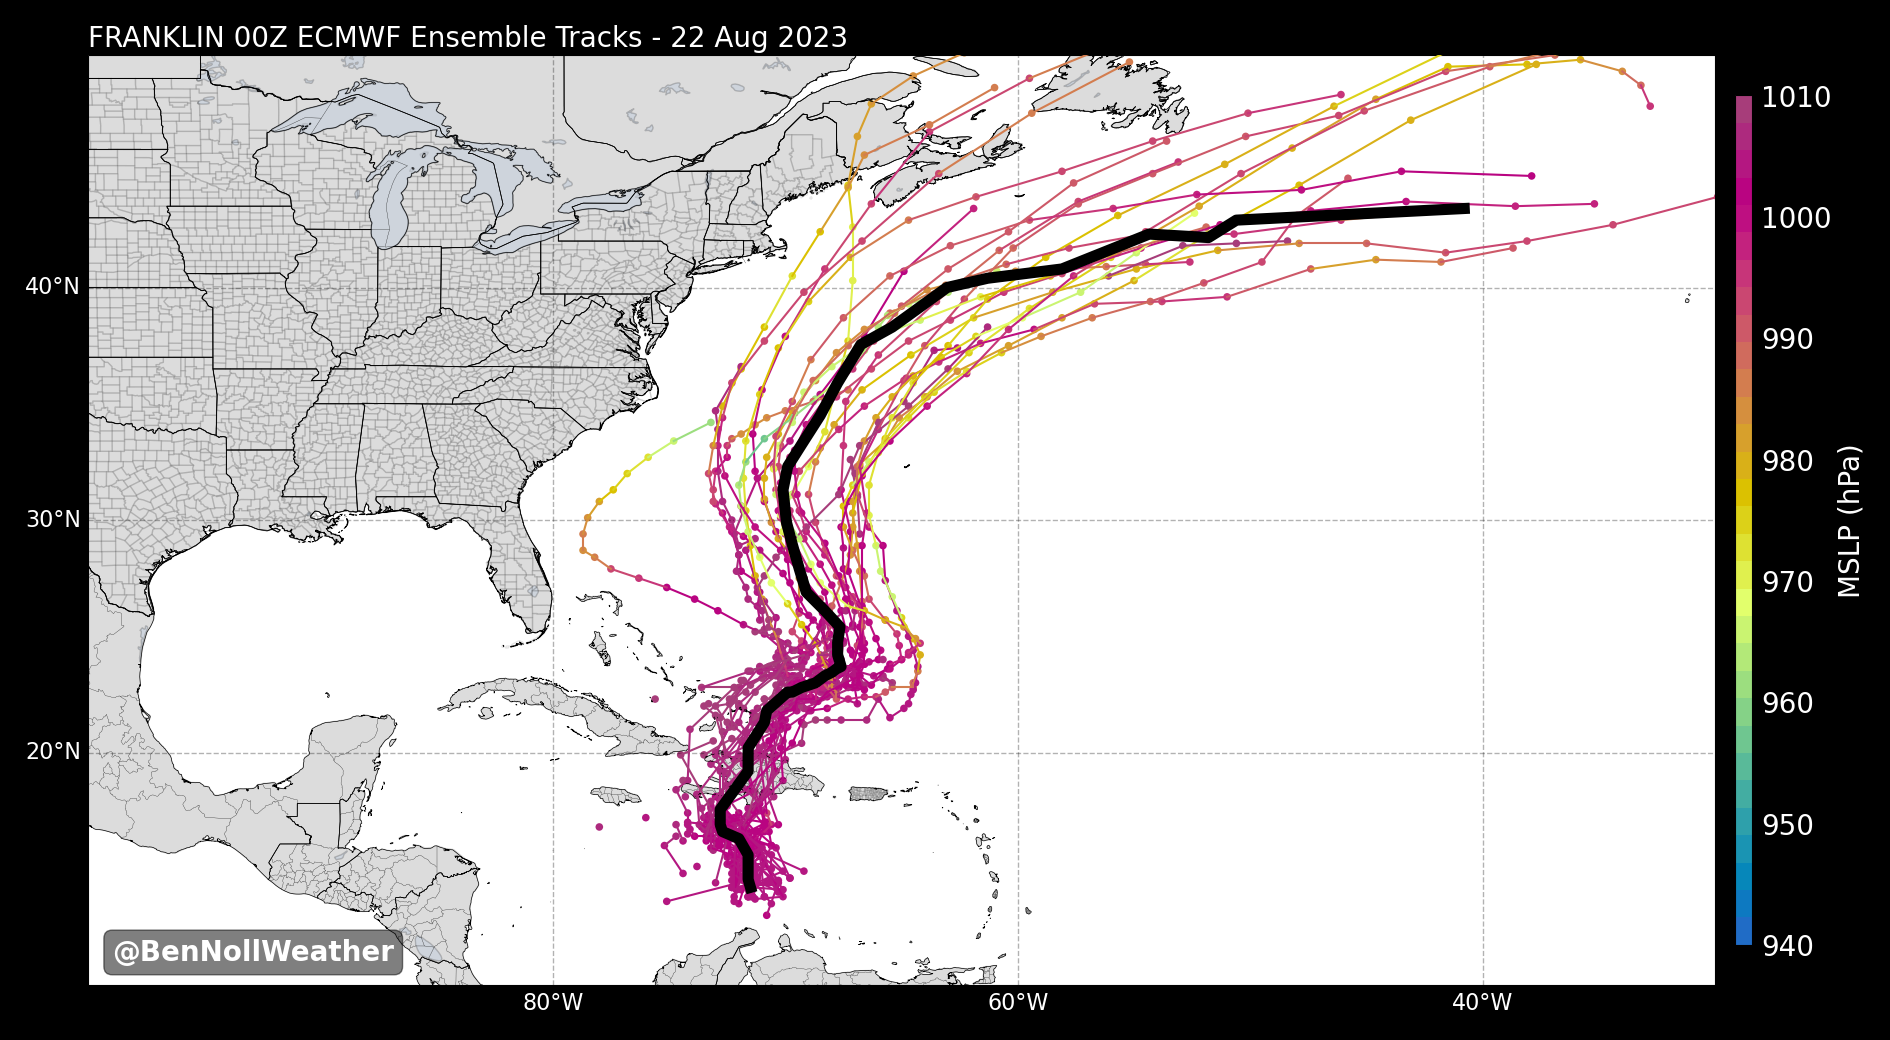 FRANKLIN 00Z ECMWF Ensemble Tracks - 22 Aug 2023
1010
1000
990
980
970
960
950
940
MSLP (hPa)
40°N
30°N
20°N
@BenNollWeather
80°W
60°W
40°W